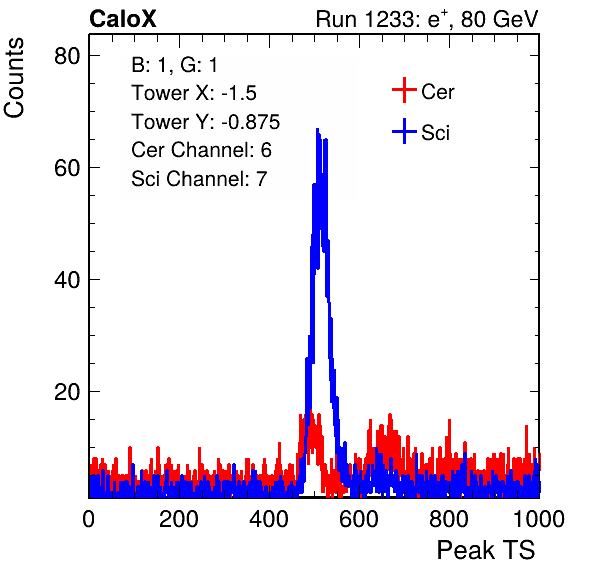 CaloX Run 1233: e⁺, 80 GeV
Counts
80
60
40
20
B: 1, G: 1
Tower X: -1.5
Tower Y: -0.875
Cer Channel: 6
Sci Channel: 7
Cer
Sci
0 200 400 600 800 1000
Peak TS